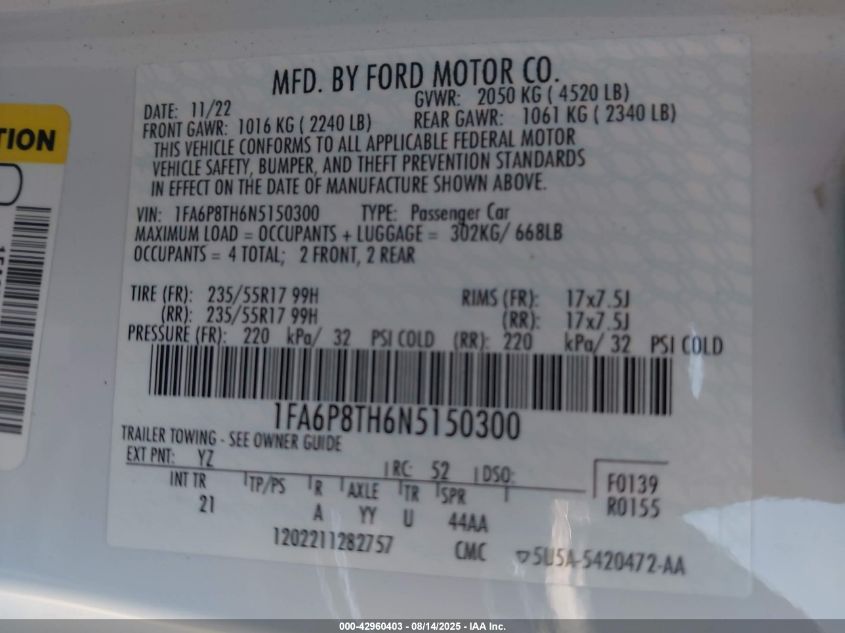 MFD. BY FORD MOTOR CO.
DATE: 11/22 GVWR: 2050 KG ( 4520 LB)
FRONT GAWR: 1016 KG ( 2240 LB) REAR GAWR: 1061 KG ( 2340 LB)
THIS VEHICLE CONFORMS TO ALL APPLICABLE FEDERAL MOTOR
VEHICLE SAFETY, BUMPER, AND THEFT PREVENTION STANDARDS
IN EFFECT ON THE DATE OF MANUFACTURE SHOWN ABOVE.
VIN: 1FA6P8TH6N5150300 TYPE: Passenger Car
MAXIMUM LOAD = OCCUPANTS + LUGGAGE = 302KG/ 668LB
OCCUPANTS = 4 TOTAL; 2 FRONT, 2 REAR
TIRE (FR): 235/55R17 99H RIMS (FR): 17x7.5J
(RR): 235/55R17 99H (RR): 17x7.5J
PRESSURE (FR): 220 kPa/ 32 PSI COLD (RR): 220 kPa/ 32 PSI COLD
1FA6P8TH6N5150300
TRAILER TOWING - SEE OWNER GUIDE
EXT PNT: YZ RC: 52 DSO:
INT TR TP/PS R AXLE TR SPR F0139
21 A YY U 44AA R0155
1202211282757 CMC 5U5A-5420472-AA
TION
000-42960403 - 08/14/2025 - IAA Inc.